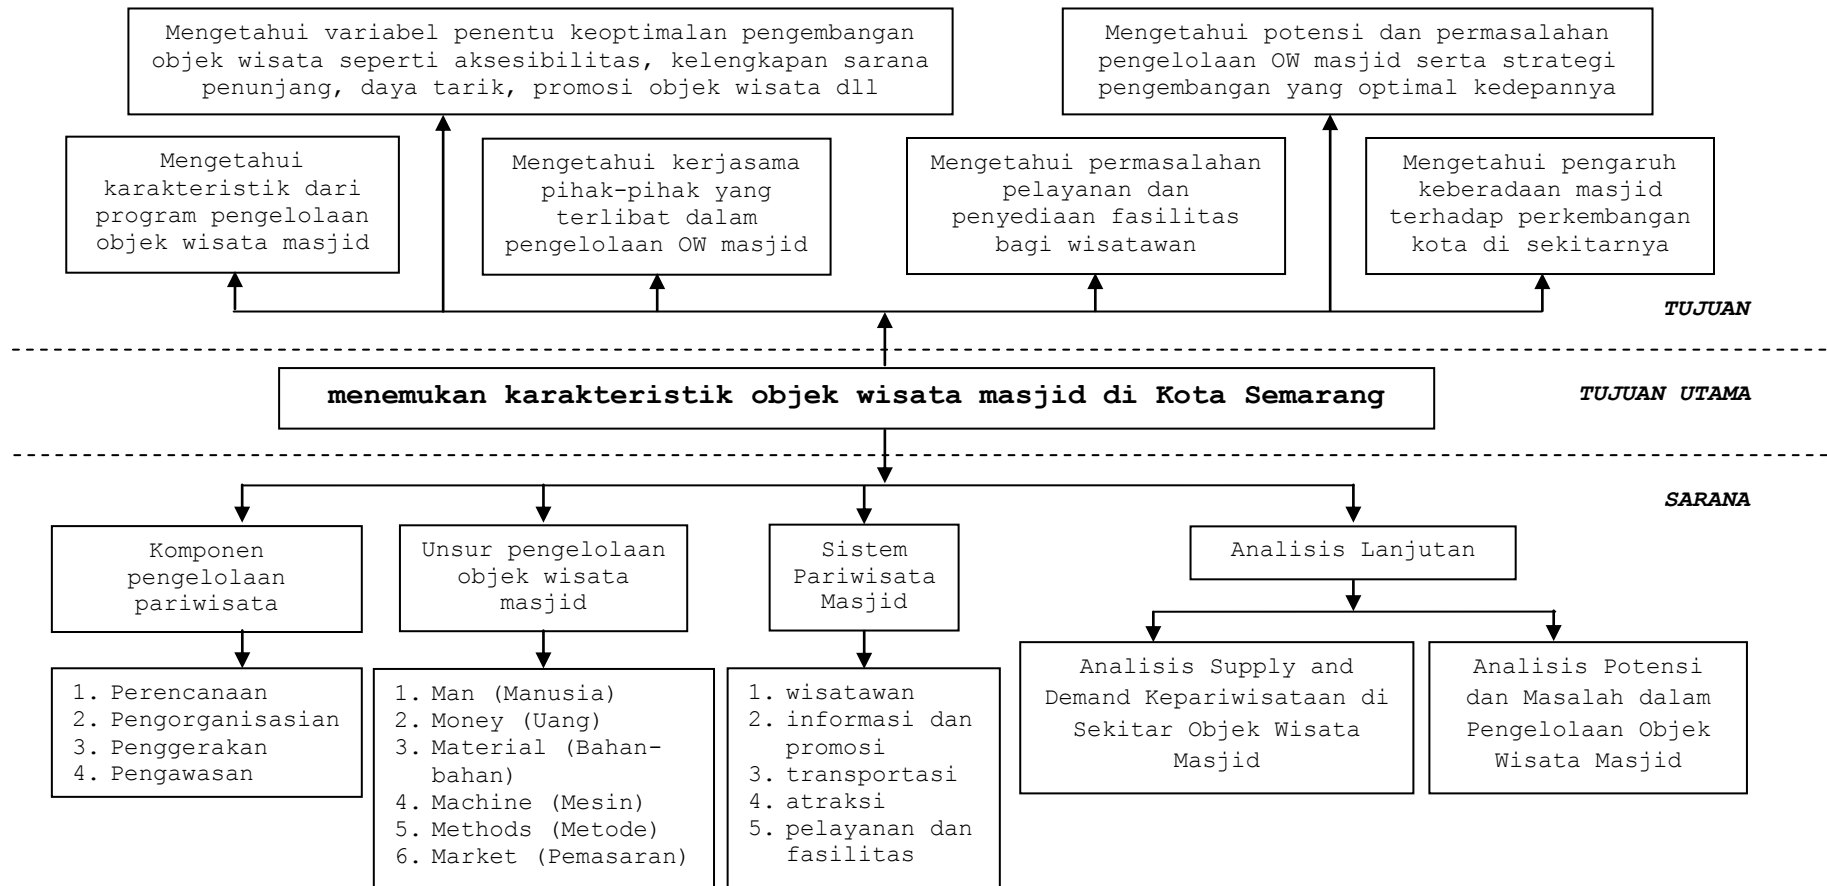 Mengetahui variabel penentu keoptimalan pengembangan
objek wisata seperti aksesibilitas, kelengkapan sarana
penunjang, daya tarik, promosi objek wisata dll
Mengetahui potensi dan permasalahan
pengelolaan OW masjid serta strategi
pengembangan yang optimal kedepannya
Mengetahui
karakteristik dari
program pengelolaan
objek wisata masjid
Mengetahui kerjasama
pihak-pihak yang
terlibat dalam
pengelolaan OW masjid
Mengetahui permasalahan
pelayanan dan
penyediaan fasilitas
bagi wisatawan
Mengetahui pengaruh
keberadaan masjid
terhadap perkembangan
kota di sekitarnya
TUJUAN
menemukan karakteristik objek wisata masjid di Kota Semarang
TUJUAN UTAMA
SARANA
Komponen
pengelolaan
pariwisata
Unsur pengelolaan
objek wisata
masjid
Sistem
Pariwisata
Masjid
Analisis Lanjutan
1. Perencanaan
2. Pengorganisasian
3. Penggerakan
4. Pengawasan
1. Man (Manusia)
2. Money (Uang)
3. Material (Bahan-
bahan)
4. Machine (Mesin)
5. Methods (Metode)
6. Market (Pemasaran)
1. wisatawan
2. informasi dan
promosi
3. transportasi
4. atraksi
5. pelayanan dan
fasilitas
Analisis Supply and
Demand Kepariwisataan di
Sekitar Objek Wisata
Masjid
Analisis Potensi
dan Masalah dalam
Pengelolaan Objek
Wisata Masjid